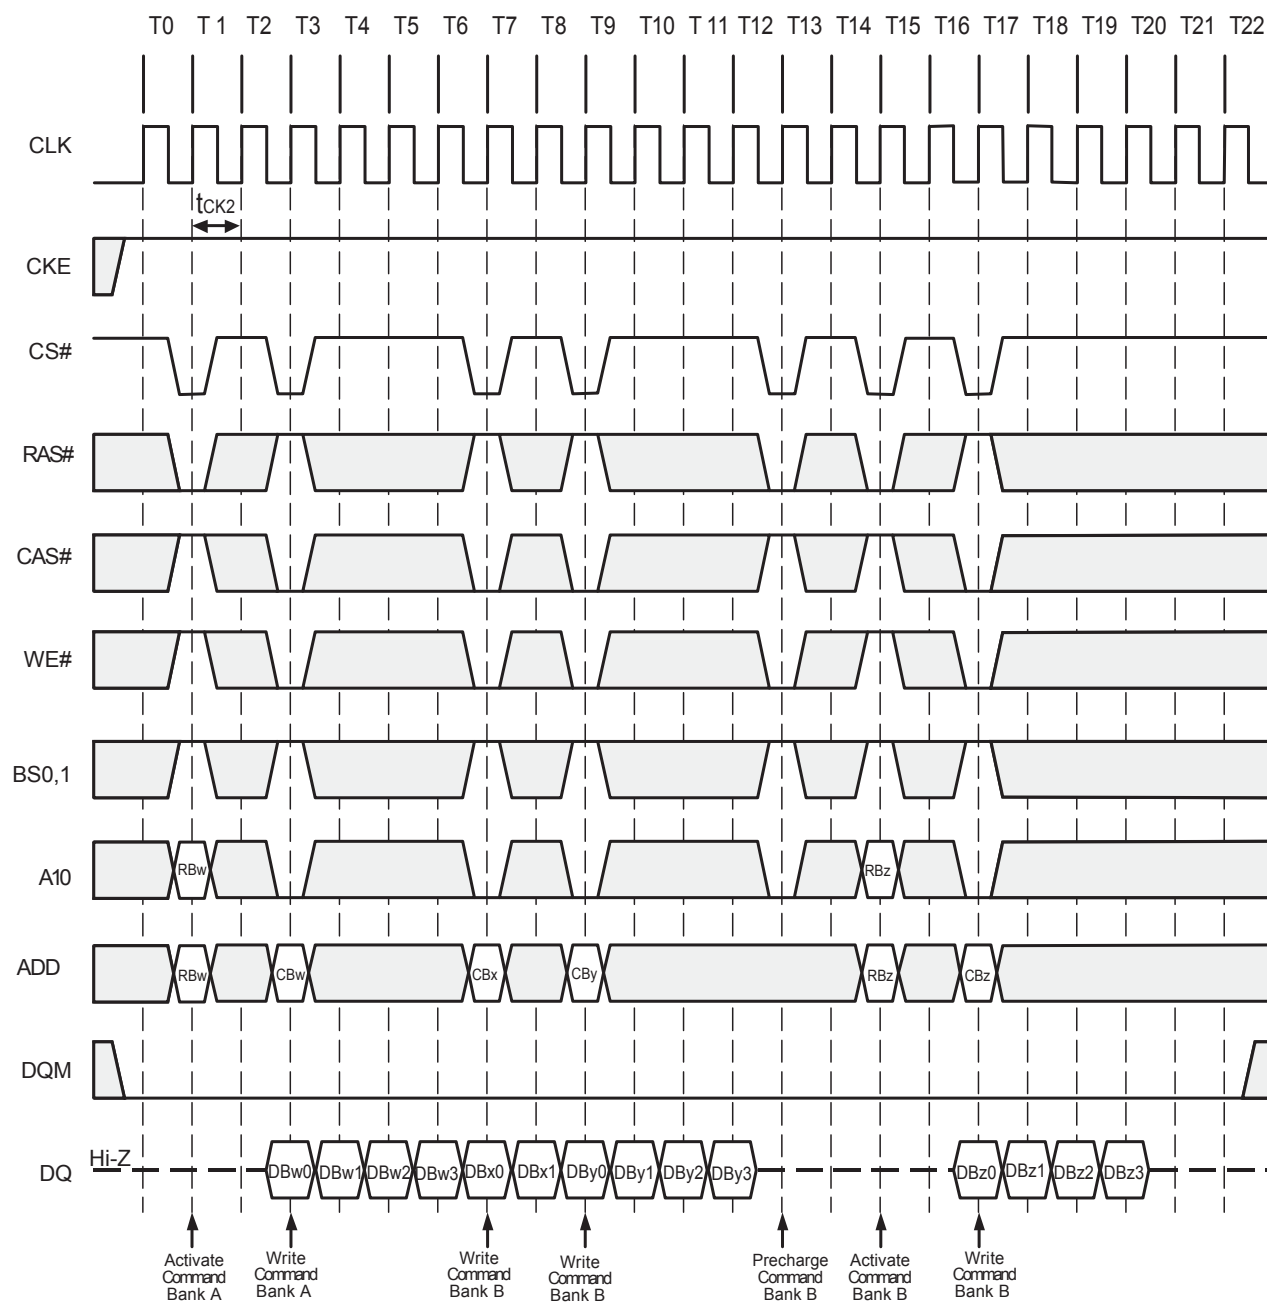 T0 T 1 T2 T3 T4 T5 T6 T7 T8 T9 T10 T 11 T12 T13 T14 T15 T16 T17 T18 T19 T20 T21 T22
CLK
tCK2
CKE
CS#
RAS#
CAS#
WE#
BS0,1
A10 RBw RBz
ADD RBw CBw CBx CBy RBz CBz
DQM
DQ Hi-Z DBw0 DBw1 DBw2 DBw3 DBx0 DBx1 DBy0 DBy1 DBy2 DBy3 DBz0 DBz1 DBz2 DBz3
Activate Command Bank A
Write Command Bank A
Write Command Bank B
Write Command Bank B
Precharge Command Bank B
Activate Command Bank B
Write Command Bank B